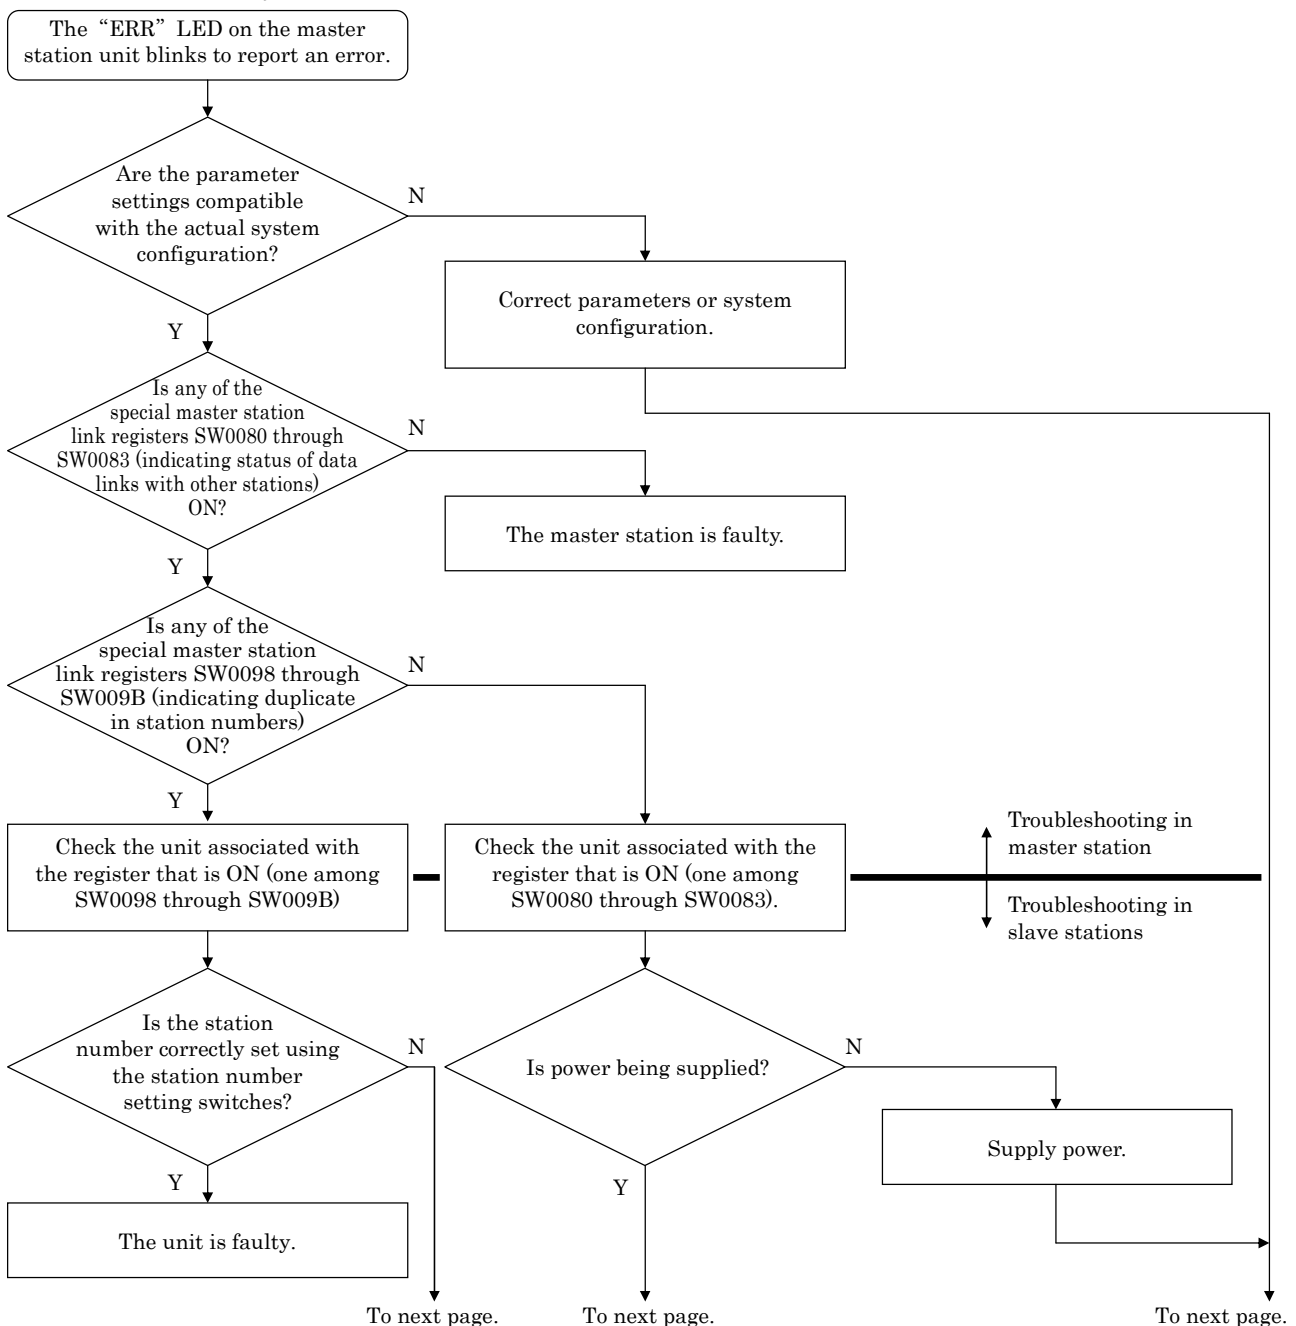 The “ERR” LED on the master
station unit blinks to report an error.
Are the parameter
settings compatible
with the actual system
configuration?
N
Correct parameters or system
configuration.
Y
Is any of the
special master station
link registers SW0080 through
SW0083 (indicating status of data
links with other stations)
ON?
N
The master station is faulty.
Y
Is any of the
special master station
link registers SW0098 through
SW009B (indicating duplicate
in station numbers)
ON?
N
Y
Check the unit associated with
the register that is ON (one among
SW0098 through SW009B)
Check the unit associated with the
register that is ON (one among
SW0080 through SW0083).
Troubleshooting in
master station
Troubleshooting in
slave stations
Is the station
number correctly set using
the station number
setting switches?
N
Is power being supplied?
N
Supply power.
Y
Y
The unit is faulty.
To next page.
To next page.
To next page.